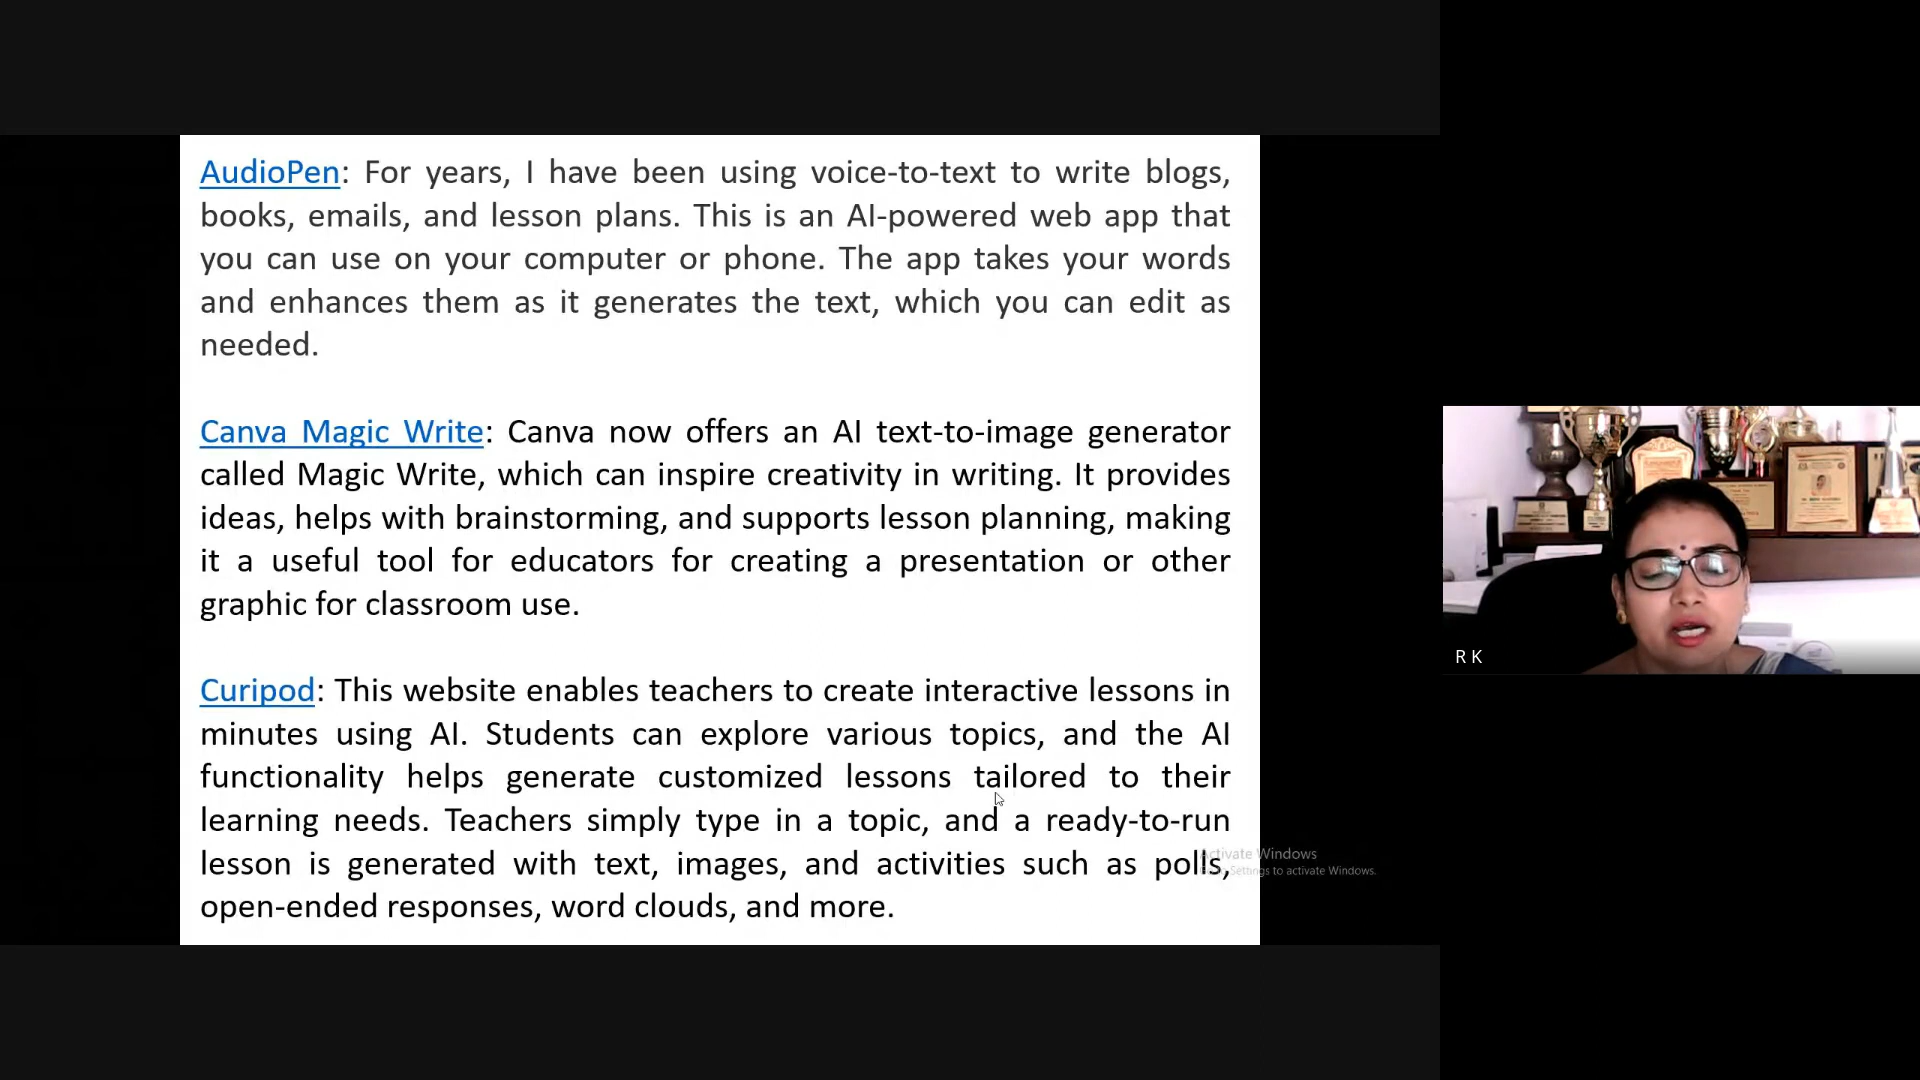 AudioPen: For years, I have been using voice-to-text to write blogs,
books, emails, and lesson plans. This is an AI-powered web app that
you can use on your computer or phone. The app takes your words
and enhances them as it generates the text, which you can edit as
needed.
Canva Magic Write: Canva now offers an AI text-to-image generator
called Magic Write, which can inspire creativity in writing. It provides
ideas, helps with brainstorming, and supports lesson planning, making
it a useful tool for educators for creating a presentation or other
graphic for classroom use.
Curipod: This website enables teachers to create interactive lessons in
minutes using AI. Students can explore various topics, and the AI
functionality helps generate customized lessons tailored to their
learning needs. Teachers simply type in a topic, and a ready-to-run
lesson is generated with text, images, and activities such as polls,
open-ended responses, word clouds, and more.
Activate Windows
Settings to activate Windows.
R K